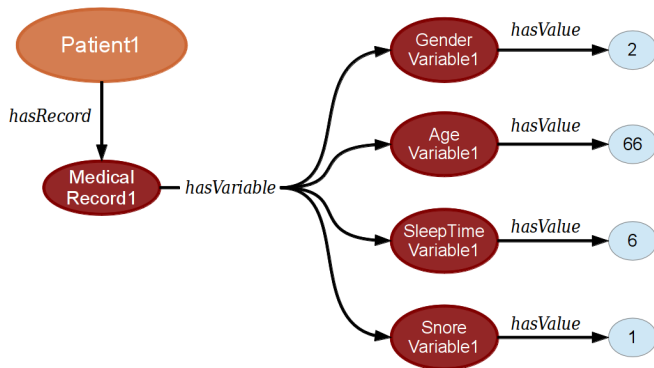 Patient1
hasRecord
Medical
Record1
hasVariable
Gender
Variable1
hasValue
2
Age
Variable1
hasValue
66
SleepTime
Variable1
hasValue
6
Snore
Variable1
hasValue
1